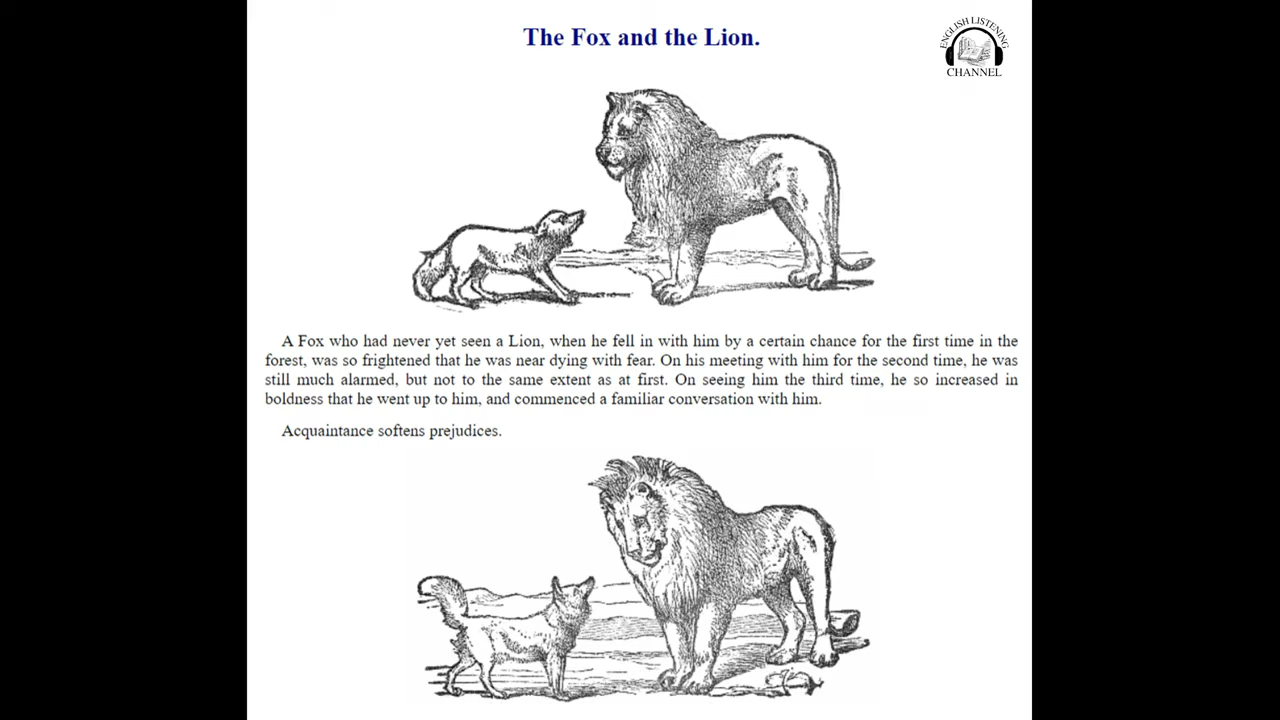 The Fox and the Lion.
ENGLISH LISTENING
CHANNEL
A Fox who had never yet seen a Lion, when he fell in with him by a certain chance for the first time in the
forest, was so frightened that he was near dying with fear. On his meeting with him for the second time, he was
still much alarmed, but not to the same extent as at first. On seeing him the third time, he so increased in
boldness that he went up to him, and commenced a familiar conversation with him.
Acquaintance softens prejudices.